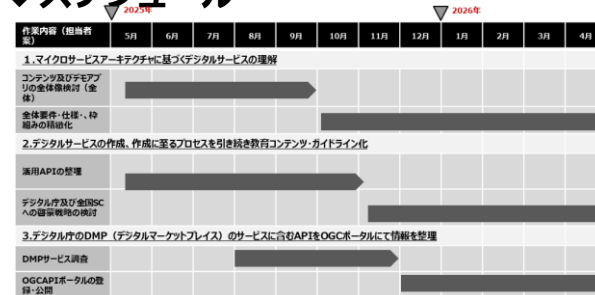 スケジュール
2025年
2026年
作業内容（担当者
案）
5月
6月
7月
8月
9月
10月
11月
12月
1月
2月
3月
4月
1.マイクロサービスアーキテクチャに基づくデジタルサービスの理解
コンテンツ及びデモアプ
リの全体像検討（全
体）
全体要件・仕様・、枠
組みの精緻化
2.デジタルサービスの作成、作成に至るプロセスを引き続き教育コンテンツ・ガイドライン化
活用APIの整理
デジタル庁及び全国SC
への啓蒙戦略の検討
3.デジタル庁のDMP（デジタルマーケットプレイス）のサービスに含むAPIをOGCポータルにて情報を整理
DMPサービス調査
OGCAPIポータルの登
録・公開